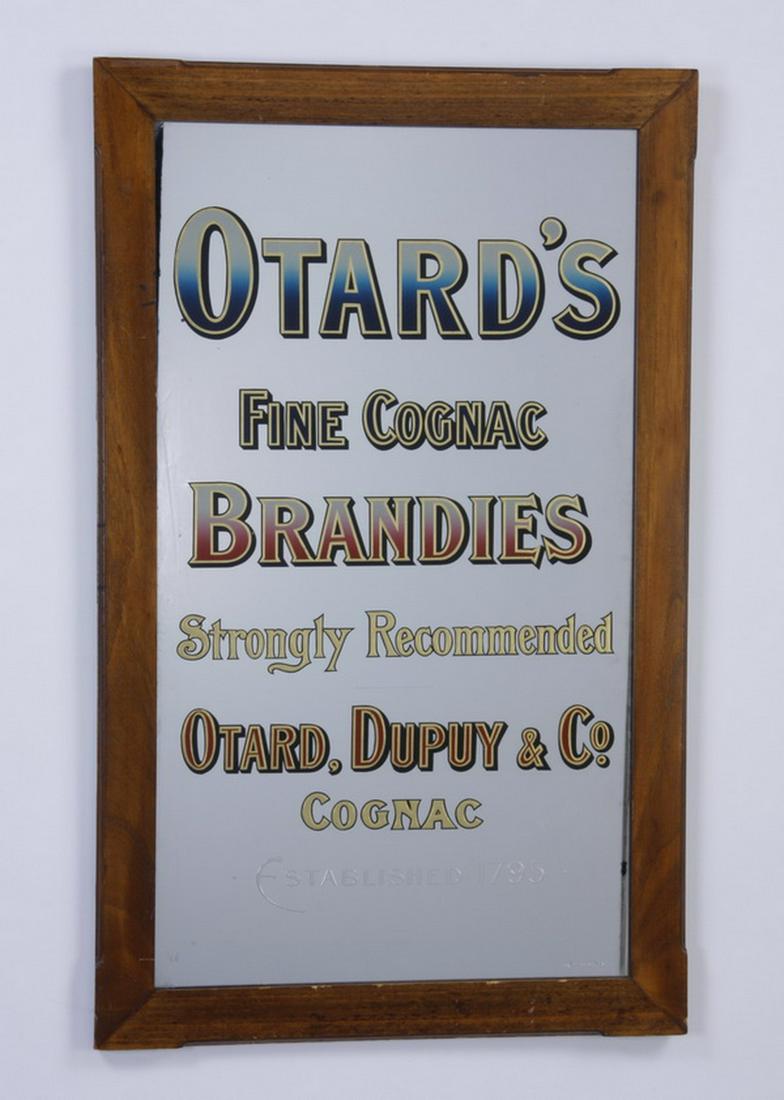 OTARD'S
FINE COGNAC
BRANDIES
Strongly Recommended
OTARD, DUPUY & Co
COGNAC
ESTABLISHED 1795